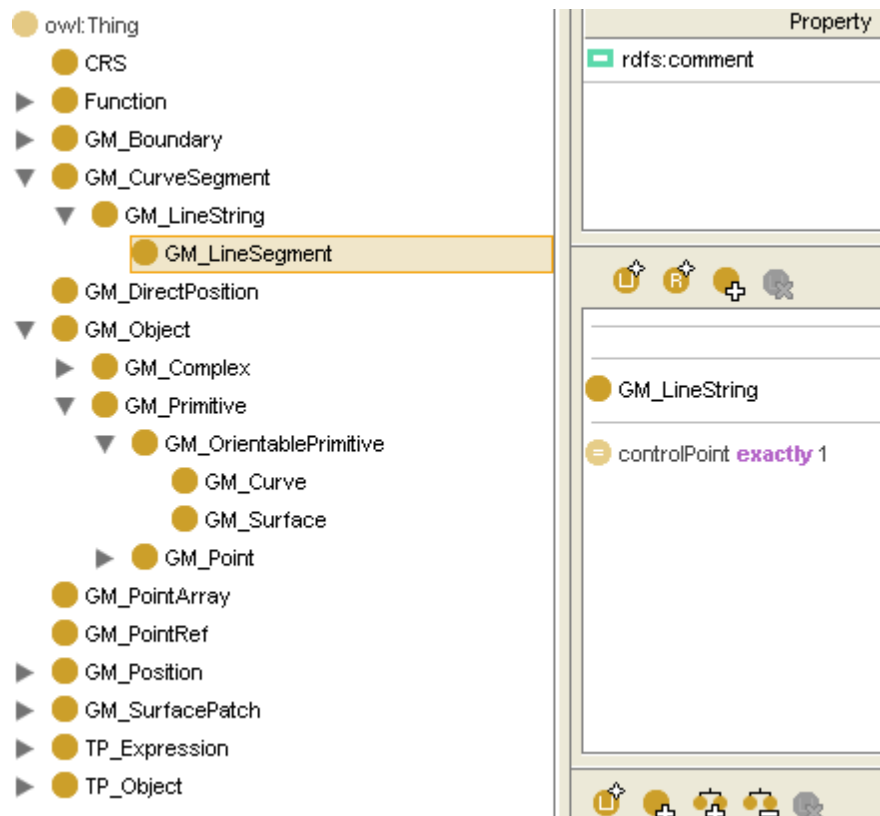 owl:Thing
CRS
Function
GM_Boundary
GM_CurveSegment
GM_LineString
GM_LineSegment
GM_DirectPosition
GM_Object
GM_Complex
GM_Primitive
GM_OrientablePrimitive
GM_Curve
GM_Surface
GM_Point
GM_PointArray
GM_PointRef
GM_Position
GM_SurfacePatch
TP_Expression
TP_Object
Property
rdfs:comment
GM_LineString
controlPoint exactly 1